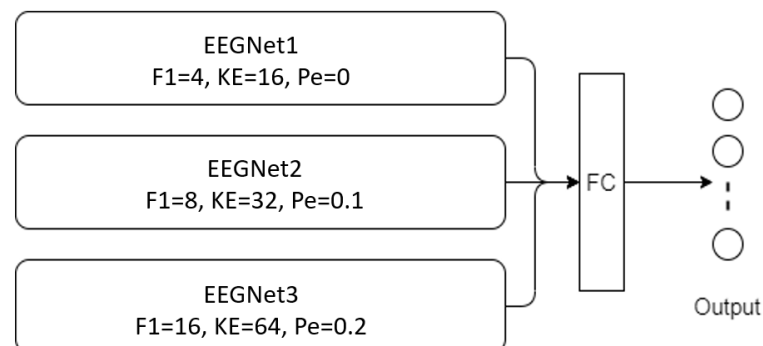 EEGNet1
F1=4, KE=16, Pe=0
EEGNet2
F1=8, KE=32, Pe=0.1
EEGNet3
F1=16, KE=64, Pe=0.2
FC
Output